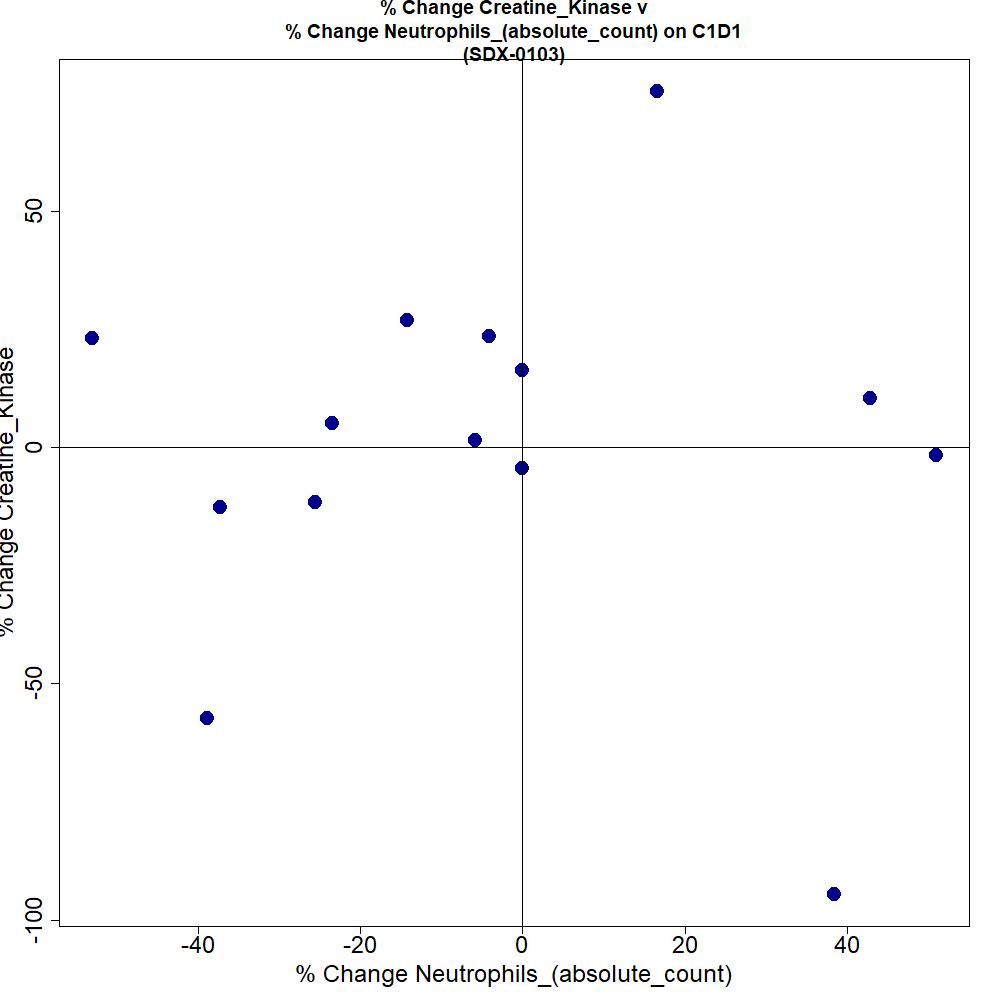 % Change Creatine_Kinase v
% Change Neutrophils_(absolute_count) on C1D1
(SDX-0103)
% Change Creatine_Kinase
50
0
-50
-100
-40
-20
0
20
40
% Change Neutrophils_(absolute_count)